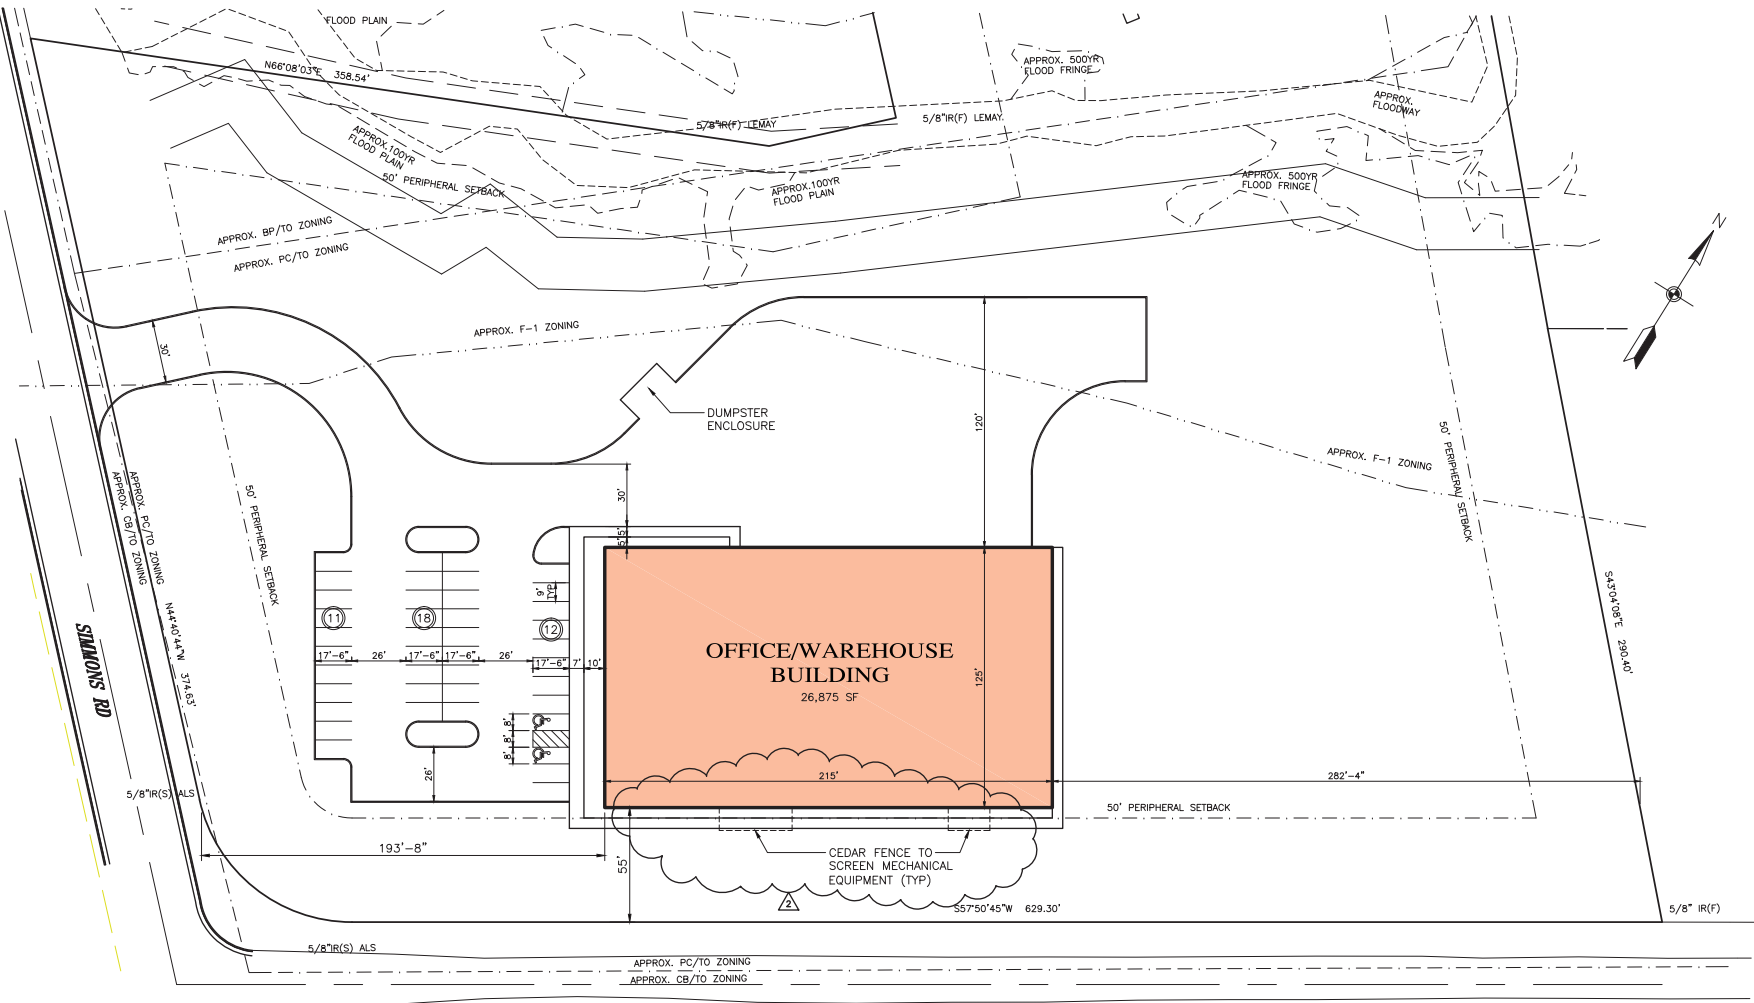 FLOOD PLAIN
N66°08'03"E 358.54'
APPROX. 500YR
FLOOD FRINGE
APPROX.
FLOODWAY
5/8"IR(F) LEMAY
5/8"IR(F) LEMAY
APPROX.100YR
FLOOD PLAIN
50' PERIPHERAL SETBACK
APPROX.100YR
FLOOD PLAIN
APPROX. 500YR
FLOOD FRINGE
N
APPROX. BP/TO ZONING
APPROX. PC/TO ZONING
APPROX. F-1 ZONING
30'
DUMPSTER
ENCLOSURE
120'
APPROX. F-1 ZONING
50' PERIPHERAL SETBACK
APPROX. PC/TO ZONING
APPROX. CB/TO ZONING
50' PERIPHERAL SETBACK
30'
5'
5'
9'
TYP
11
18
12
17'-6"
26'
17'-6"
17'-6"
26'
17'-6"
7'
10'
OFFICE/WAREHOUSE
BUILDING
26,875 SF
125'
S43°04'08"E 290.40'
SIMMONS RD
N44°40'44"W 374.63'
8'
8'
8'
26'
215'
282'-4"
5/8"IR(S) ALS
50' PERIPHERAL SETBACK
193'-8"
55'
CEDAR FENCE TO
SCREEN MECHANICAL
EQUIPMENT (TYP)
2
S57°50'45"W 629.30'
5/8" IR(F)
5/8"IR(S) ALS
APPROX. PC/TO ZONING
APPROX. CB/TO ZONING